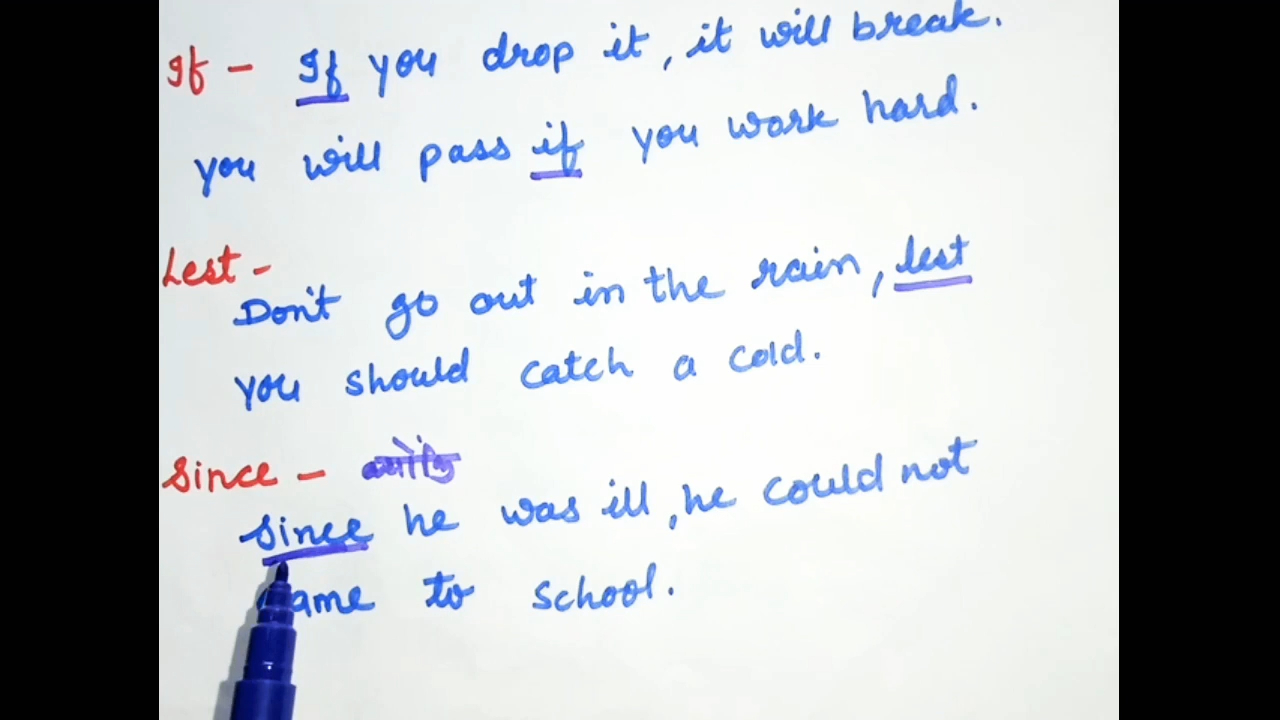 If - If you drop it, it will break.
you will pass if you work hard.
Lest -
Don't go out in the rain, lest
you should catch a cold.
Since -
Since he was ill, he could not
came to school.